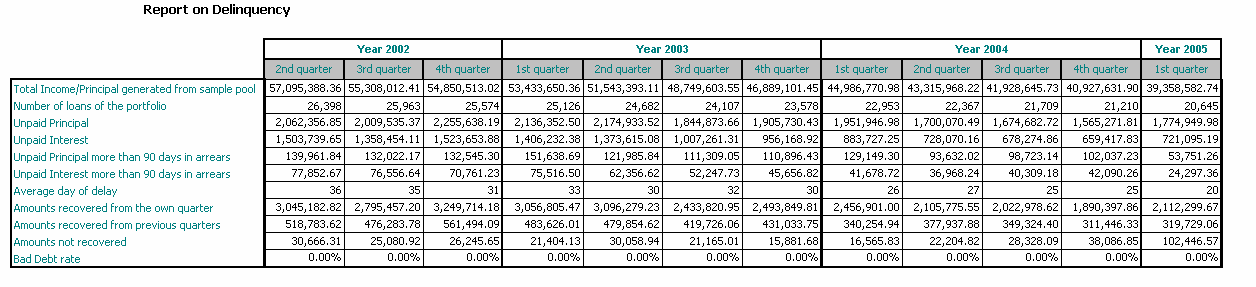 Report on Delinquency
Year 2002 Year 2003 Year 2004 Year 2005
2nd quarter 3rd quarter 4th quarter 1st quarter 2nd quarter 3rd quarter 4th quarter 1st quarter 2nd quarter 3rd quarter 4th quarter 1st quarter
Total Income/Principal generated from sample pool 57,095,388.36 55,308,012.41 54,850,513.02 53,433,650.36 51,543,393.11 48,749,603.55 46,889,101.45 44,986,770.98 43,315,968.22 41,928,645.73 40,927,631.90 39,358,582.74
Number of loans of the portfolio 26,398 25,963 25,574 25,126 24,682 24,107 23,578 22,953 22,367 21,709 21,210 20,645
Unpaid Principal 2,062,356.85 2,009,535.37 2,255,638.19 2,136,352.50 2,174,933.52 1,844,873.66 1,905,730.43 1,951,946.98 1,700,070.49 1,674,682.72 1,565,271.81 1,774,949.98
Unpaid Interest 1,503,739.65 1,358,454.11 1,523,653.88 1,406,232.38 1,373,615.08 1,007,261.31 956,168.92 883,727.25 728,070.16 678,274.86 659,417.83 721,095.19
Unpaid Principal more than 90 days in arrears 139,961.84 132,022.17 132,545.30 151,638.69 121,985.84 111,309.05 110,896.43 129,149.30 93,632.02 98,723.14 102,037.23 53,751.26
Unpaid Interest more than 90 days in arrears 77,852.67 76,556.64 70,761.23 75,516.50 62,356.62 52,247.73 45,656.82 41,678.72 36,968.24 40,309.18 42,090.26 24,297.36
Average day of delay 36 35 31 33 30 32 30 26 27 25 25 20
Amounts recovered from the own quarter 3,045,182.82 2,795,457.20 3,249,714.18 3,056,805.47 3,096,279.23 2,433,820.95 2,493,849.81 2,456,901.00 2,105,775.55 2,022,978.62 1,890,397.86 2,112,299.67
Amounts recovered from previous quarters 518,783.62 476,283.78 561,494.09 483,626.01 479,854.62 419,726.06 431,033.75 340,254.94 377,937.88 349,324.40 311,446.33 319,729.06
Amounts not recovered 30,666.31 25,080.92 26,245.65 21,404.13 30,058.94 21,165.01 15,881.68 16,565.83 22,204.82 28,328.09 38,086.85 102,446.57
Bad Debt rate 0.00% 0.00% 0.00% 0.00% 0.00% 0.00% 0.00% 0.00% 0.00% 0.00% 0.00% 0.00%